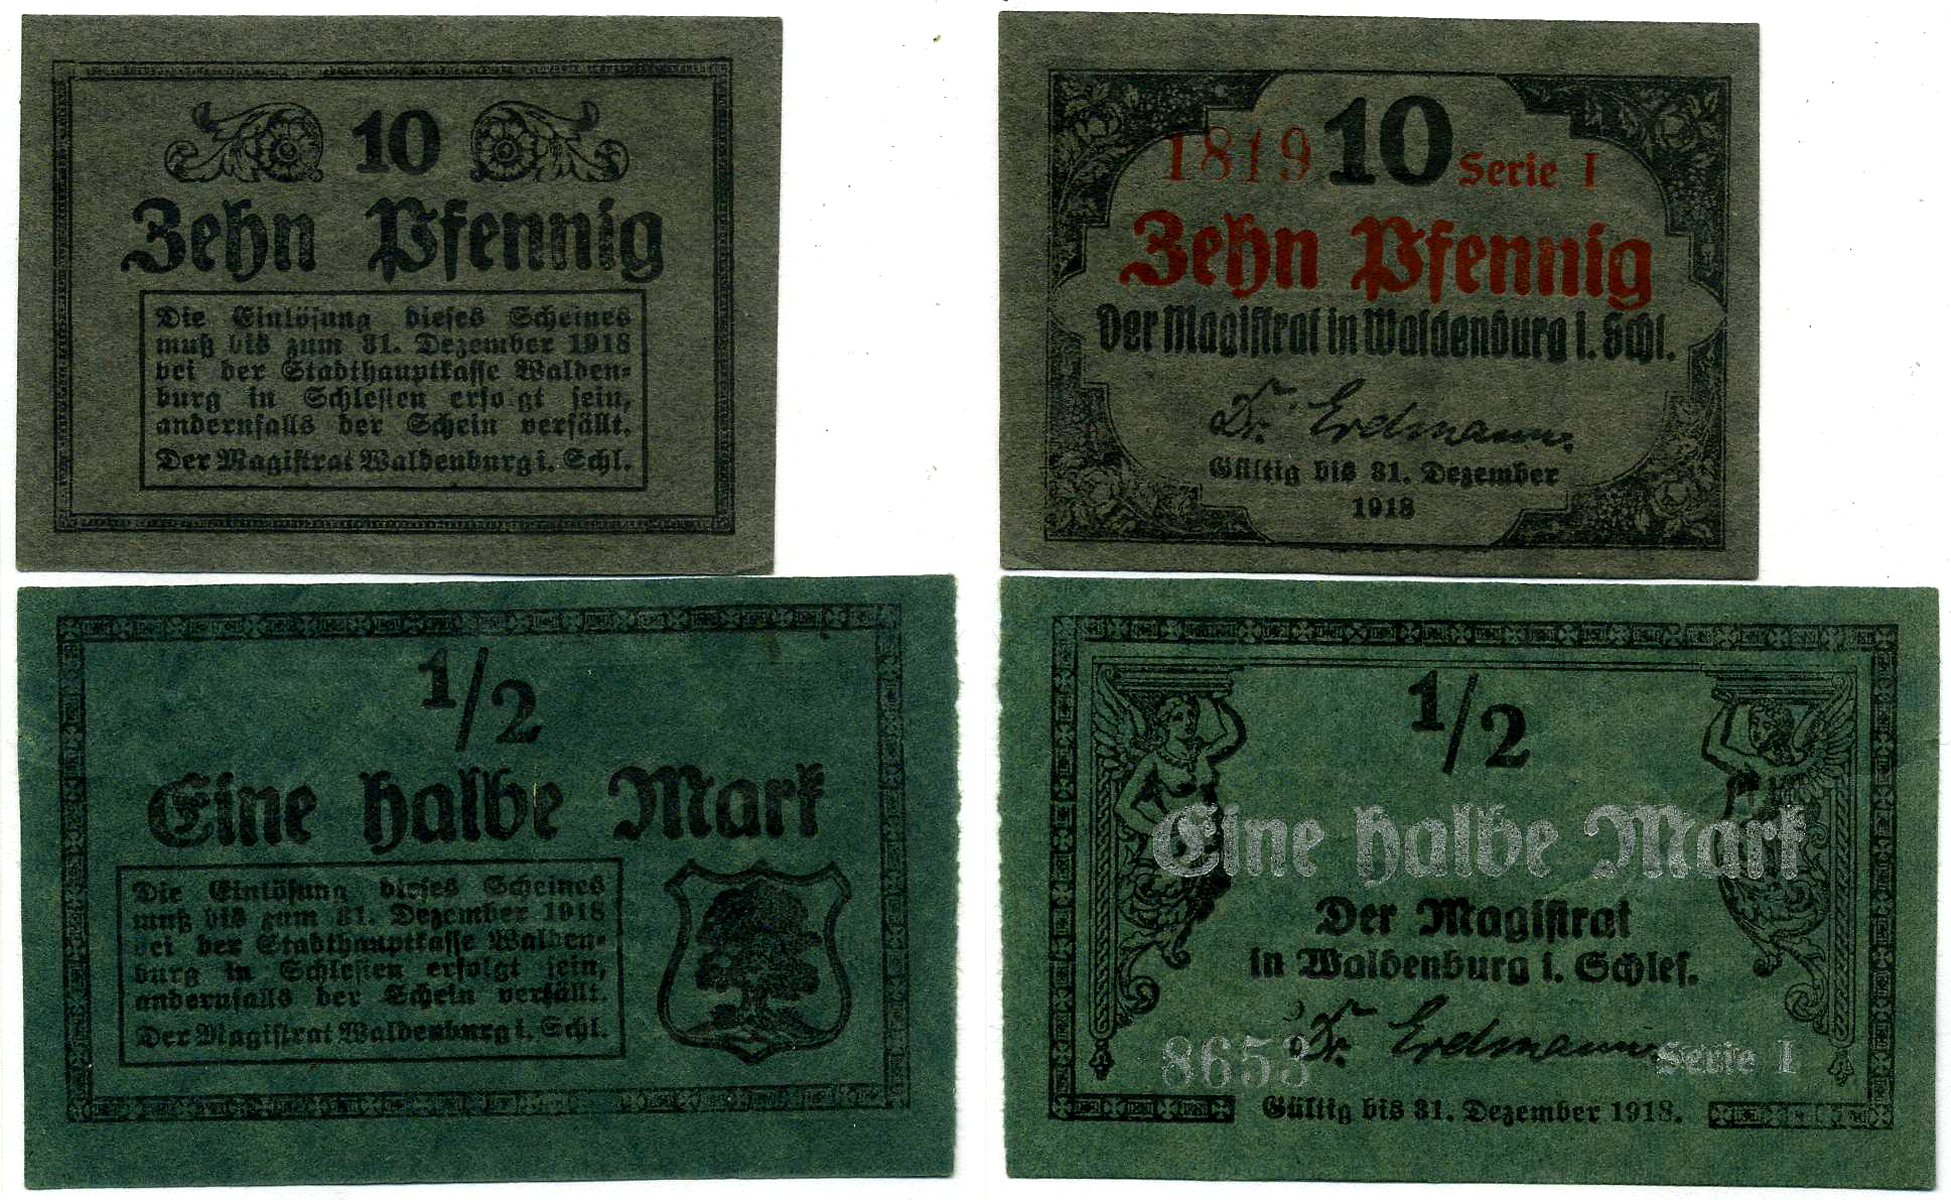 10
Zehn Pfennig
Die Einlösung dieses Scheines
muß bis zum 31. Dezember 1918
bei der Stadthauptkasse Walden-
burg in Schlesien erfo gt sein,
andernfalls der Schein verfällt.
Der Magistrat Waldenburg i. Schl.
1819 10 Serie I
Zehn Pfennig
Der Magistrat in Waldenburg i. Schl.
Dr. Erdmann.
Gültig bis 31. Dezember
1918
1/2
Eine halbe Mark
Die Einlösung dieses Scheines
muß bis zum 31. Dezember 1918
bei der Stadthauptkasse Walden-
burg in Schlesien erfolgt sein,
andernfalls der Schein verfällt.
Der Magistrat Waldenburg i. Schl.
1/2
Eine halbe Mark
Der Magistrat
in Waldenburg i. Schles.
Dr. Erdmann
8653 Serie I
Gültig bis 31. Dezember 1918.